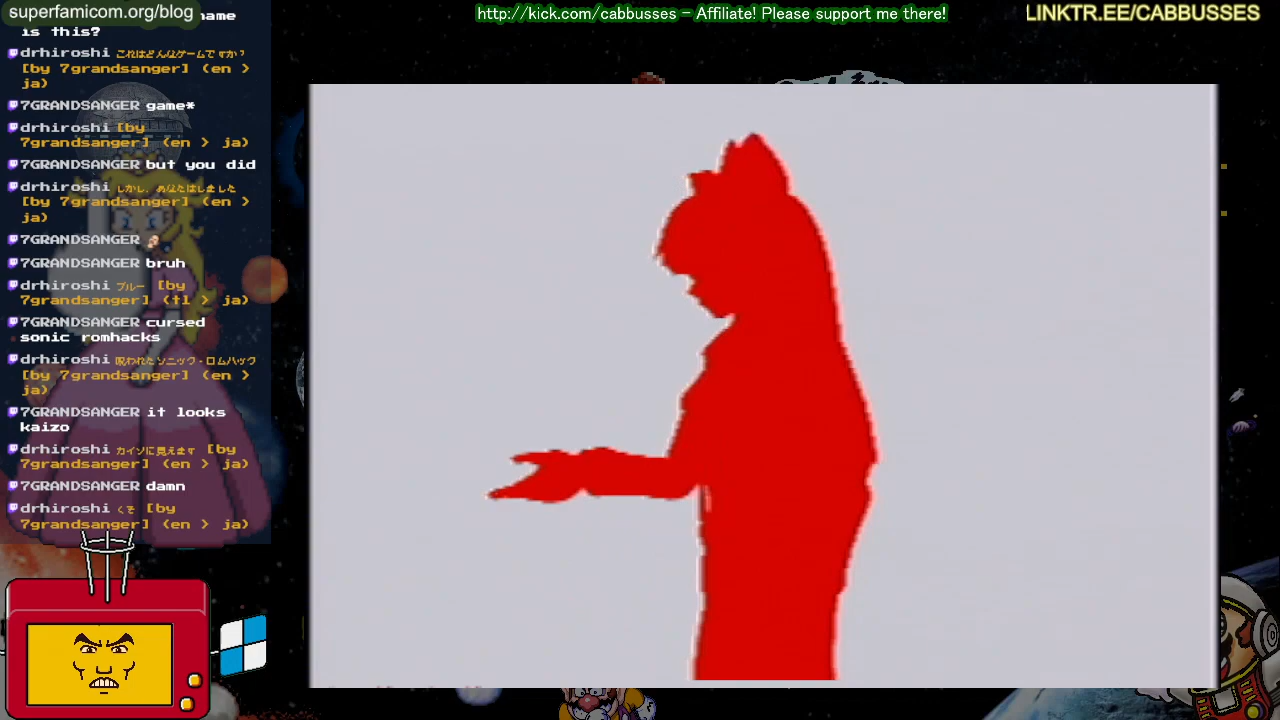 superfamicom.org/blog
http://kick.com/cabbusses - Affiliate! Please support me there!
LINKTR.EE/CABBUSSES
name
is this?
drhiroshi これはどんなゲームですか?
[by 7grandsanger] (en >
ja)
7GRANDSANGER game*
drhiroshi [by
7grandsanger] (en > ja)
7GRANDSANGER but you did
drhiroshi しかし、あなたはしました
[by 7grandsanger] (en >
ja)
7GRANDSANGER
7GRANDSANGER bruh
drhiroshi ブルー [by
7grandsanger] (tl > ja)
7GRANDSANGER cursed
sonic romhacks
drhiroshi 呪われたソニック・ロムハック
[by 7grandsanger] (en >
ja)
7GRANDSANGER it looks
kaizo
drhiroshi カイゾに見えます [by
7grandsanger] (en > ja)
7GRANDSANGER damn
drhiroshi くそ [by
7grandsanger] (en > ja)